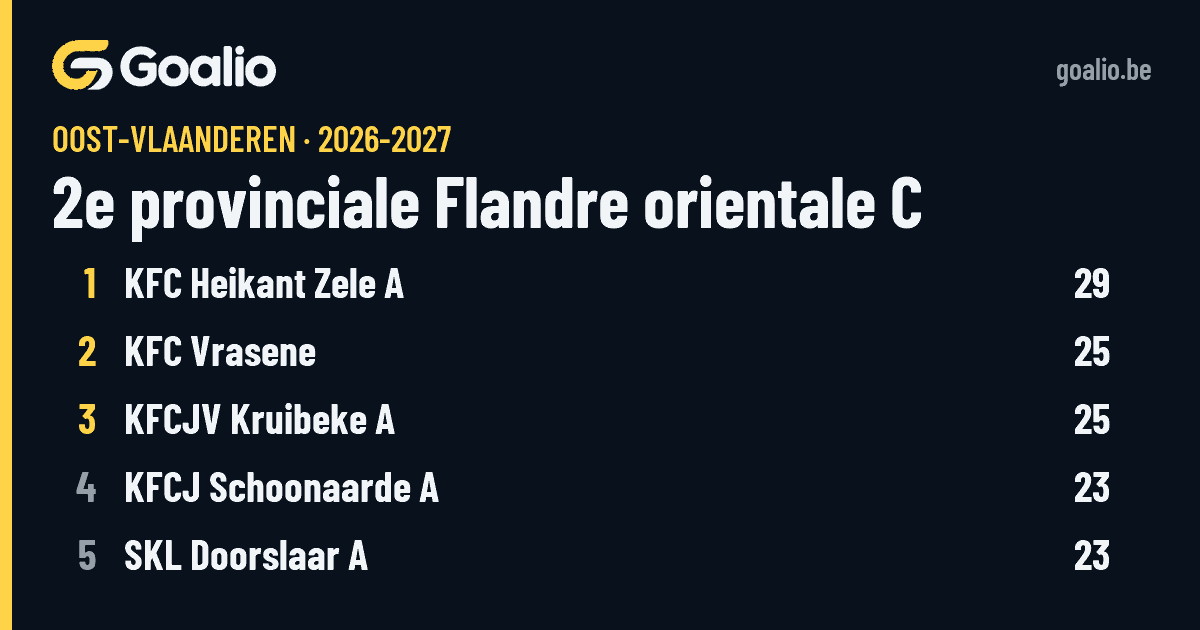 Goalio
goalio.be
OOST-VLAANDEREN · 2026-2027
2e provinciale Flandre orientale C
1 KFC Heikant Zele A 29
2 KFC Vrasene 25
3 KFCJV Kruibeke A 25
4 KFCJ Schoonaarde A 23
5 SKL Doorslaar A 23